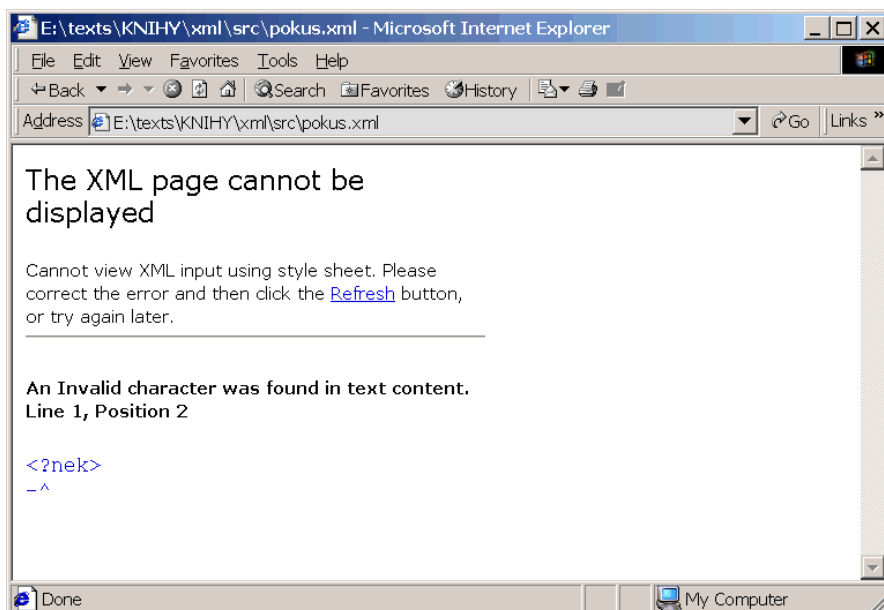 E:\texts\KNIHY\xml\src\pokus.xml - Microsoft Internet Explorer
File Edit View Favorites Tools Help
Back Search Favorites History
Address E:\texts\KNIHY\xml\src\pokus.xml Go Links »
The XML page cannot be
displayed
Cannot view XML input using style sheet. Please
correct the error and then click the Refresh button,
or try again later.
An Invalid character was found in text content.
Line 1, Position 2
<?nek>
-^
Done My Computer